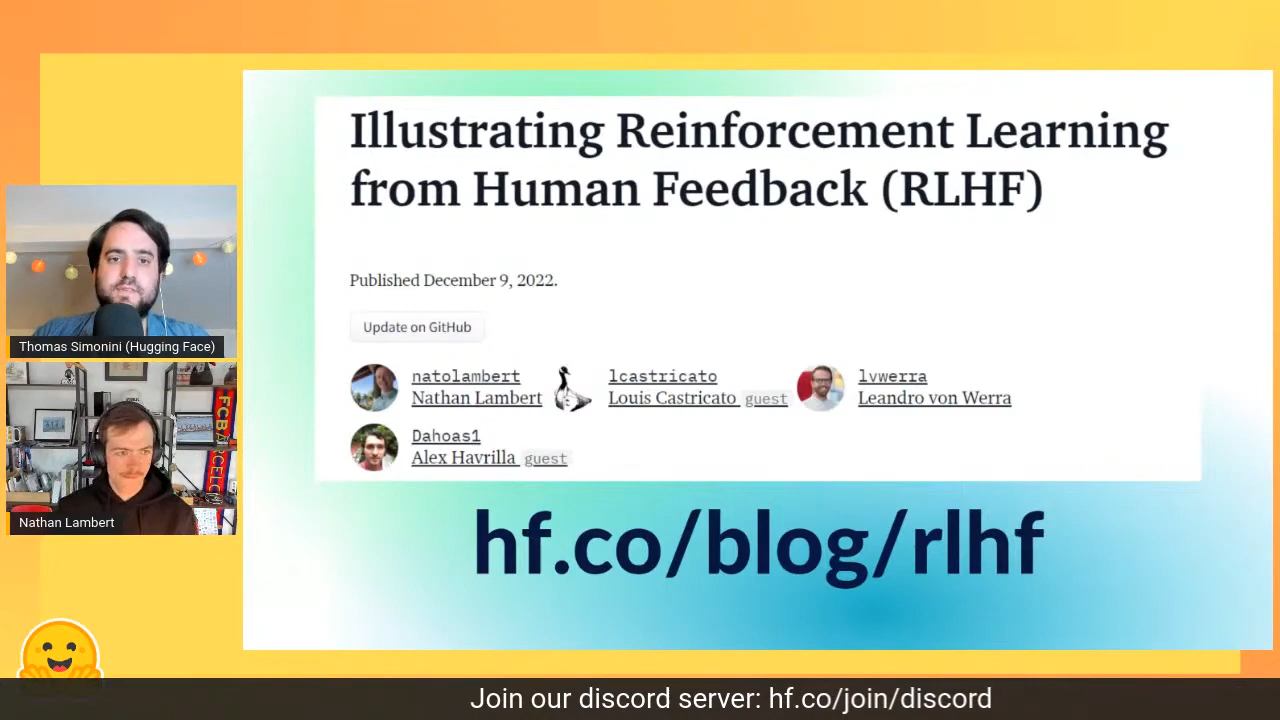 Illustrating Reinforcement Learning
from Human Feedback (RLHF)
Published December 9, 2022.
Update on GitHub
natolambert
Nathan Lambert
lcastricato
Louis Castricato guest
lvwerra
Leandro von Werra
Dahoas1
Alex Havrilla guest
hf.co/blog/rlhf
Thomas Simonini (Hugging Face)
FCB
ARCELO
Nathan Lambert
Join our discord server: hf.co/join/discord